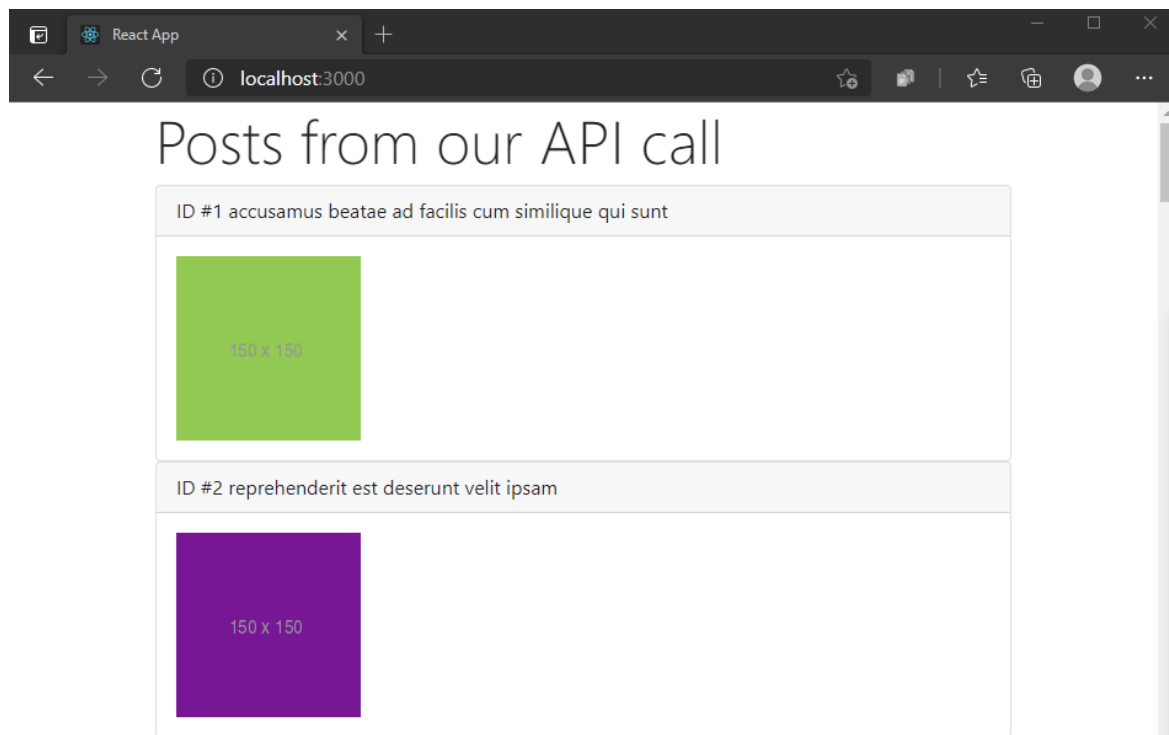 React App
localhost:3000
Posts from our API call
ID #1 accusamus beatae ad facilis cum similique qui sunt
150 x 150
ID #2 reprehenderit est deserunt velit ipsam
150 x 150